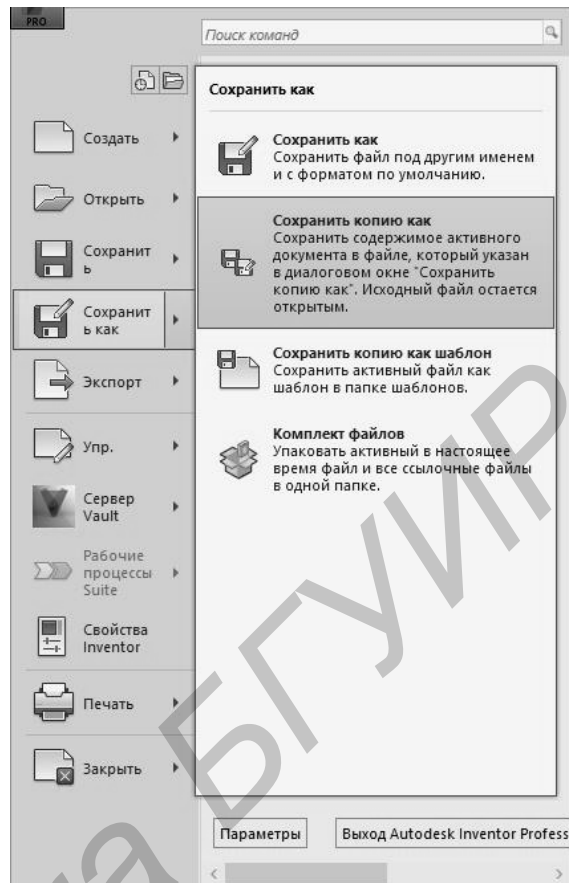 PRO
Поиск команд
Сохранить как
Создать
Открыть
Сохранит
ь
Сохранит
ь как
Экспорт
Упр.
Сервер
Vault
Рабочие
процессы
Suite
Свойства
Inventor
Печать
Закрыть
Сохранить как
Сохранить файл под другим именем
и с форматом по умолчанию.
Сохранить копию как
Сохранить содержимое активного
документа в файле, который указан
в диалоговом окне "Сохранить
копию как". Исходный файл остается
открытым.
Сохранить копию как шаблон
Сохранить активный файл как
шаблон в папке шаблонов.
Комплект файлов
Упаковать активный в настоящее
время файл и все ссылочные файлы
в одной папке.
Параметры
Выход Autodesk Inventor Profess
БГУИР